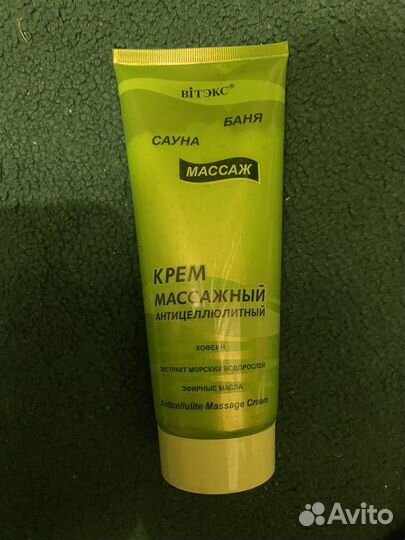 ВIТЭКС®
БАНЯ
САУНА
МАССАЖ
КРЕМ
МАССАЖНЫЙ
АНТИЦЕЛЛЮЛИТНЫЙ
КОФЕИН
ЭКСТРАКТ МОРСКИХ ВОДОРОСЛЕЙ
ЭФИРНЫЕ МАСЛА
Anticellulite Massage Cream
Avito